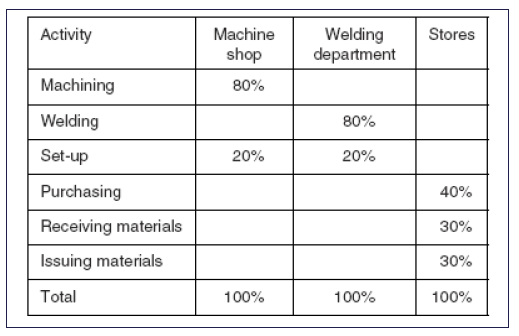 Activity Machine shop Welding department Stores
Machining 80%
Welding 80%
Set-up 20% 20%
Purchasing 40%
Receiving materials 30%
Issuing materials 30%
Total 100% 100% 100%